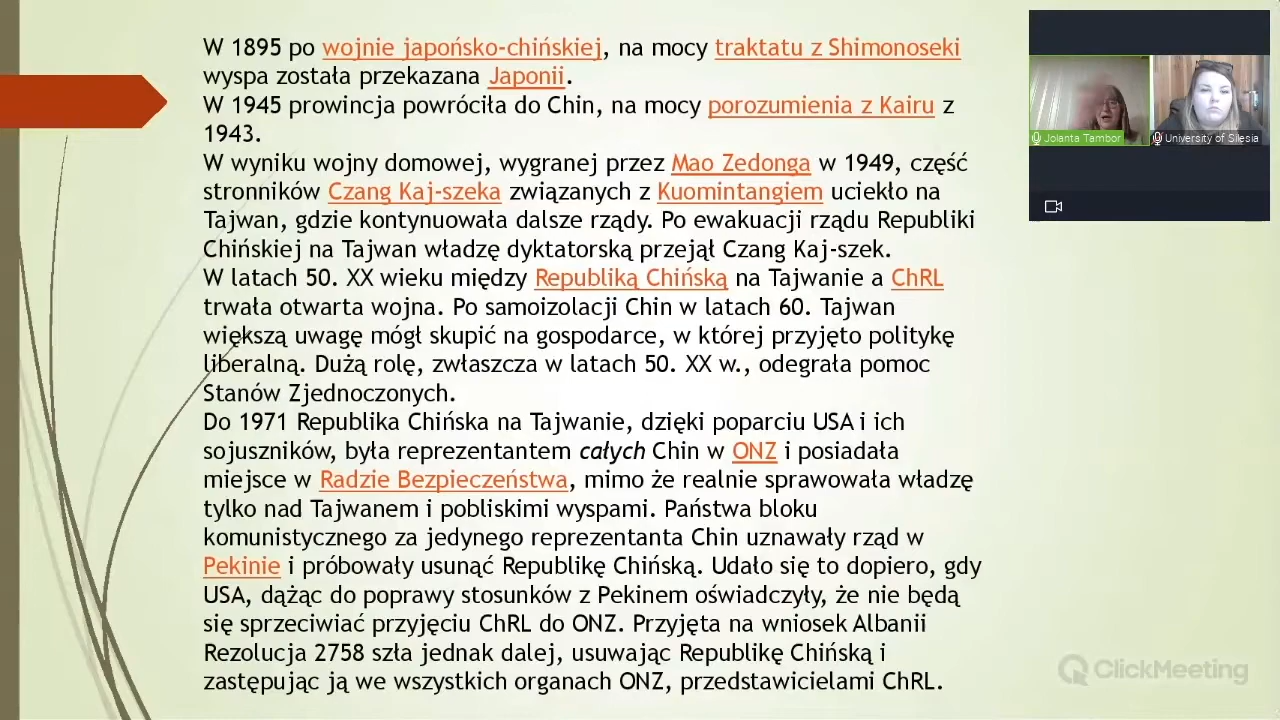 W 1895 po wojnie japońsko-chińskiej, na mocy traktatu z Shimonoseki
wyspa została przekazana Japonii.
W 1945 prowincja powróciła do Chin, na mocy porozumienia z Kairu z
1943.
W wyniku wojny domowej, wygranej przez Mao Zedonga w 1949, część
stronników Czang Kaj-szeka związanych z Kuomintangiem uciekło na
Tajwan, gdzie kontynuowała dalsze rządy. Po ewakuacji rządu Republiki
Chińskiej na Tajwan władzę dyktatorską przejął Czang Kaj-szek.
W latach 50. XX wieku między Republiką Chińską na Tajwanie a ChRL
trwała otwarta wojna. Po samoizolacji Chin w latach 60. Tajwan
większą uwagę mógł skupić na gospodarce, w której przyjęto politykę
liberalną. Dużą rolę, zwłaszcza w latach 50. XX w., odegrała pomoc
Stanów Zjednoczonych.
Do 1971 Republika Chińska na Tajwanie, dzięki poparciu USA i ich
sojuszników, była reprezentantem całych Chin w ONZ i posiadała
miejsce w Radzie Bezpieczeństwa, mimo że realnie sprawowała władzę
tylko nad Tajwanem i pobliskimi wyspami. Państwa bloku
komunistycznego za jedynego reprezentanta Chin uznawały rząd w
Pekinie i próbowały usunąć Republikę Chińską. Udało się to dopiero, gdy
USA, dążąc do poprawy stosunków z Pekinem oświadczyły, że nie będą
się sprzeciwiać przyjęciu ChRL do ONZ. Przyjęta na wniosek Albanii
Rezolucja 2758 szła jednak dalej, usuwając Republikę Chińską i
zastępując ją we wszystkich organach ONZ, przedstawicielami ChRL.
Jolanta Tambor
University of Silesia
ClickMeeting